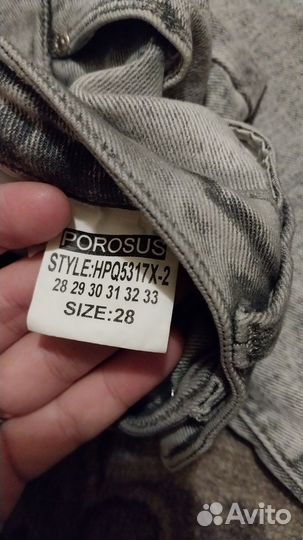 POROSUS
STYLE:HPQ5317X-2
28 29 30 31 32 33
SIZE:28
Avito